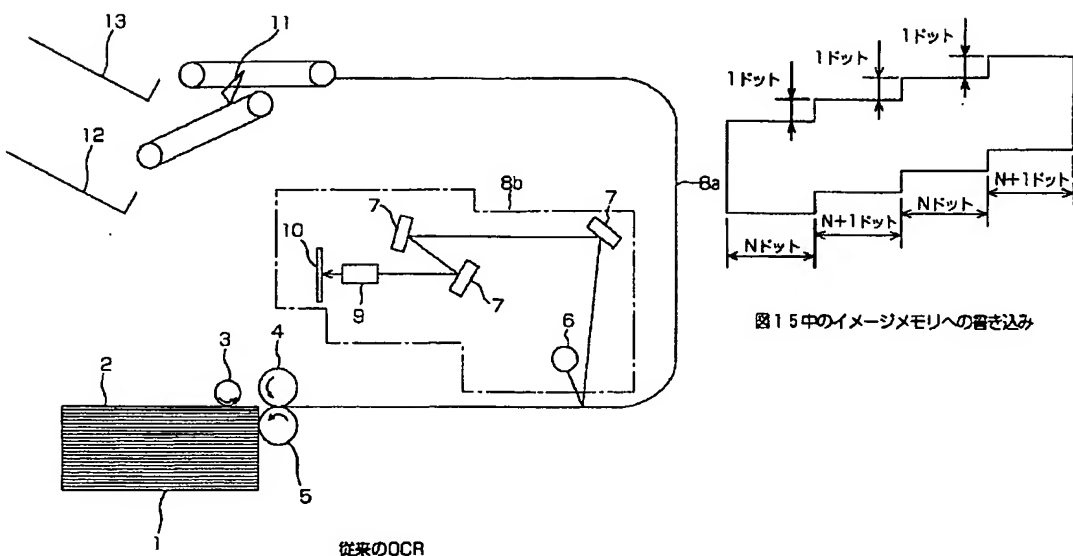 13
11
12
8a
8b
7
7
7
10
9
6
4
3
2
5
1
従来のOCR
1ドット
1ドット
1ドット
N+1ドット
Nドット
N+1ドット
Nドット
図15中のイメージメモリへの書き込み